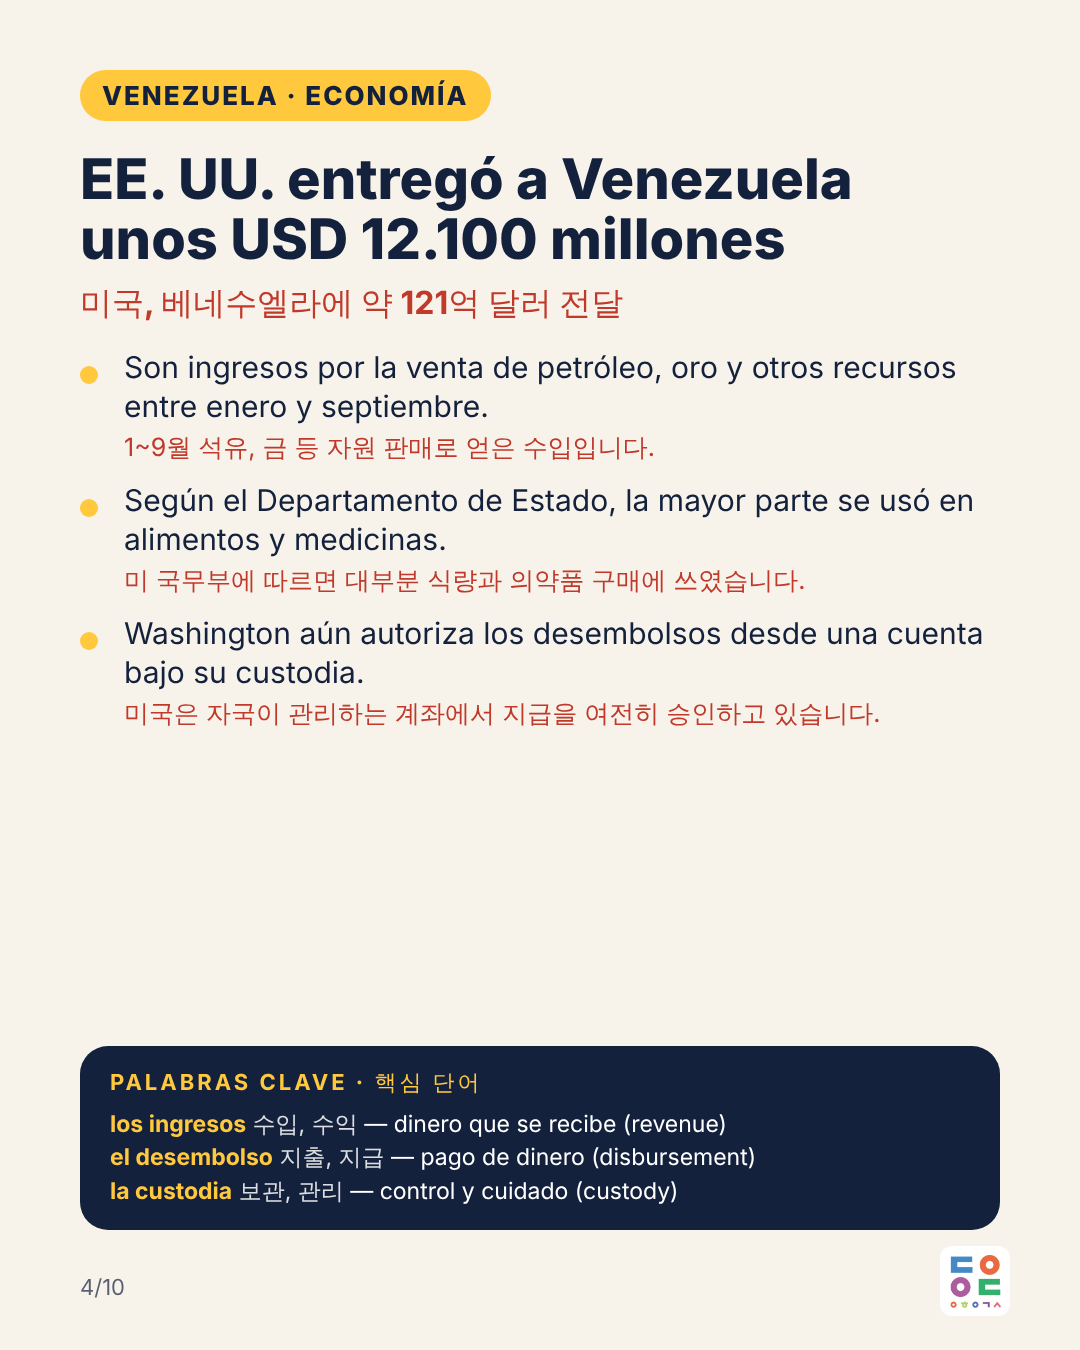 VENEZUELA · ECONOMÍA
EE. UU. entregó a Venezuela
unos USD 12.100 millones
미국, 베네수엘라에 약 121억 달러 전달
Son ingresos por la venta de petróleo, oro y otros recursos
entre enero y septiembre.
1~9월 석유, 금 등 자원 판매로 얻은 수입입니다.
Según el Departamento de Estado, la mayor parte se usó en
alimentos y medicinas.
미 국무부에 따르면 대부분 식량과 의약품 구매에 쓰였습니다.
Washington aún autoriza los desembolsos desde una cuenta
bajo su custodia.
미국은 자국이 관리하는 계좌에서 지급을 여전히 승인하고 있습니다.
PALABRAS CLAVE · 핵심 단어
los ingresos 수입, 수익 — dinero que se recibe (revenue)
el desembolso 지출, 지급 — pago de dinero (disbursement)
la custodia 보관, 관리 — control y cuidado (custody)
4/10